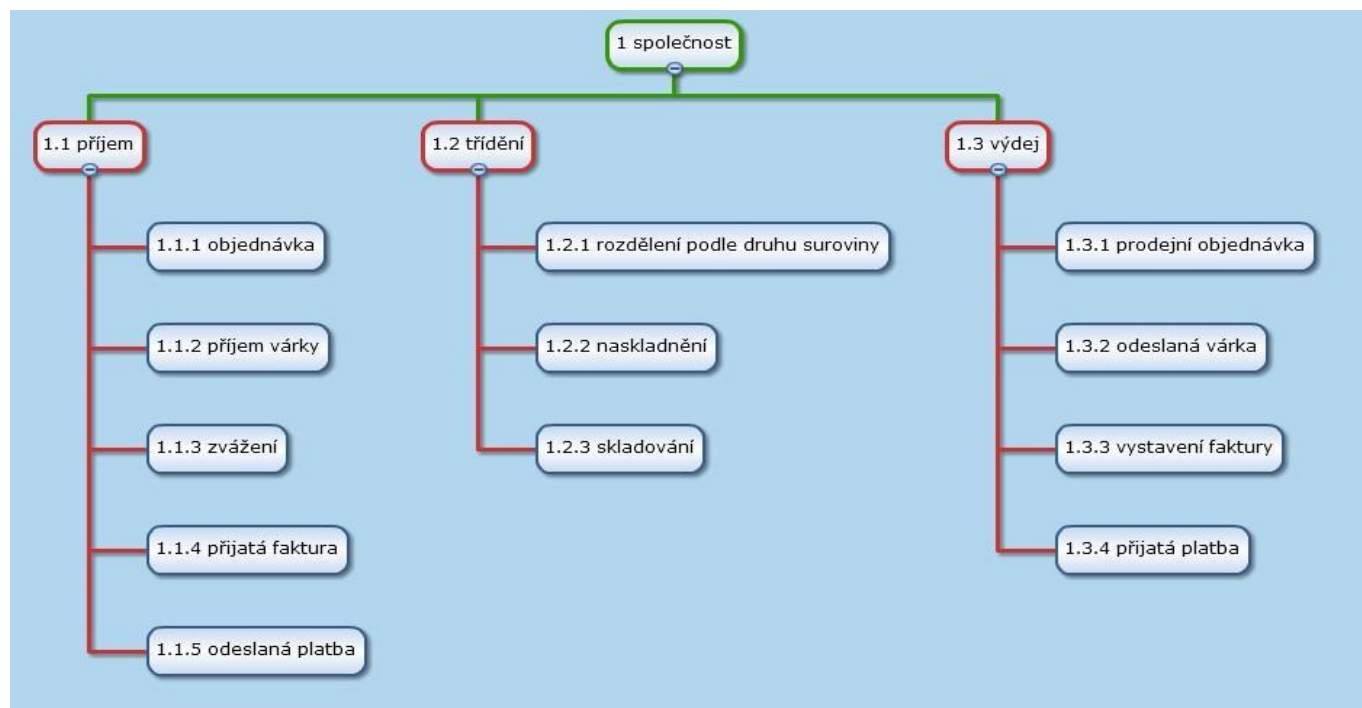 1 společnost
1.1 příjem
1.2 třídění
1.3 výdej
1.1.1 objednávka
1.2.1 rozdělení podle druhu suroviny
1.3.1 prodejní objednávka
1.1.2 příjem várky
1.2.2 naskladnění
1.3.2 odeslaná várka
1.1.3 zvážení
1.2.3 skladování
1.3.3 vystavení faktury
1.1.4 přijatá faktura
1.3.4 přijatá platba
1.1.5 odeslaná platba